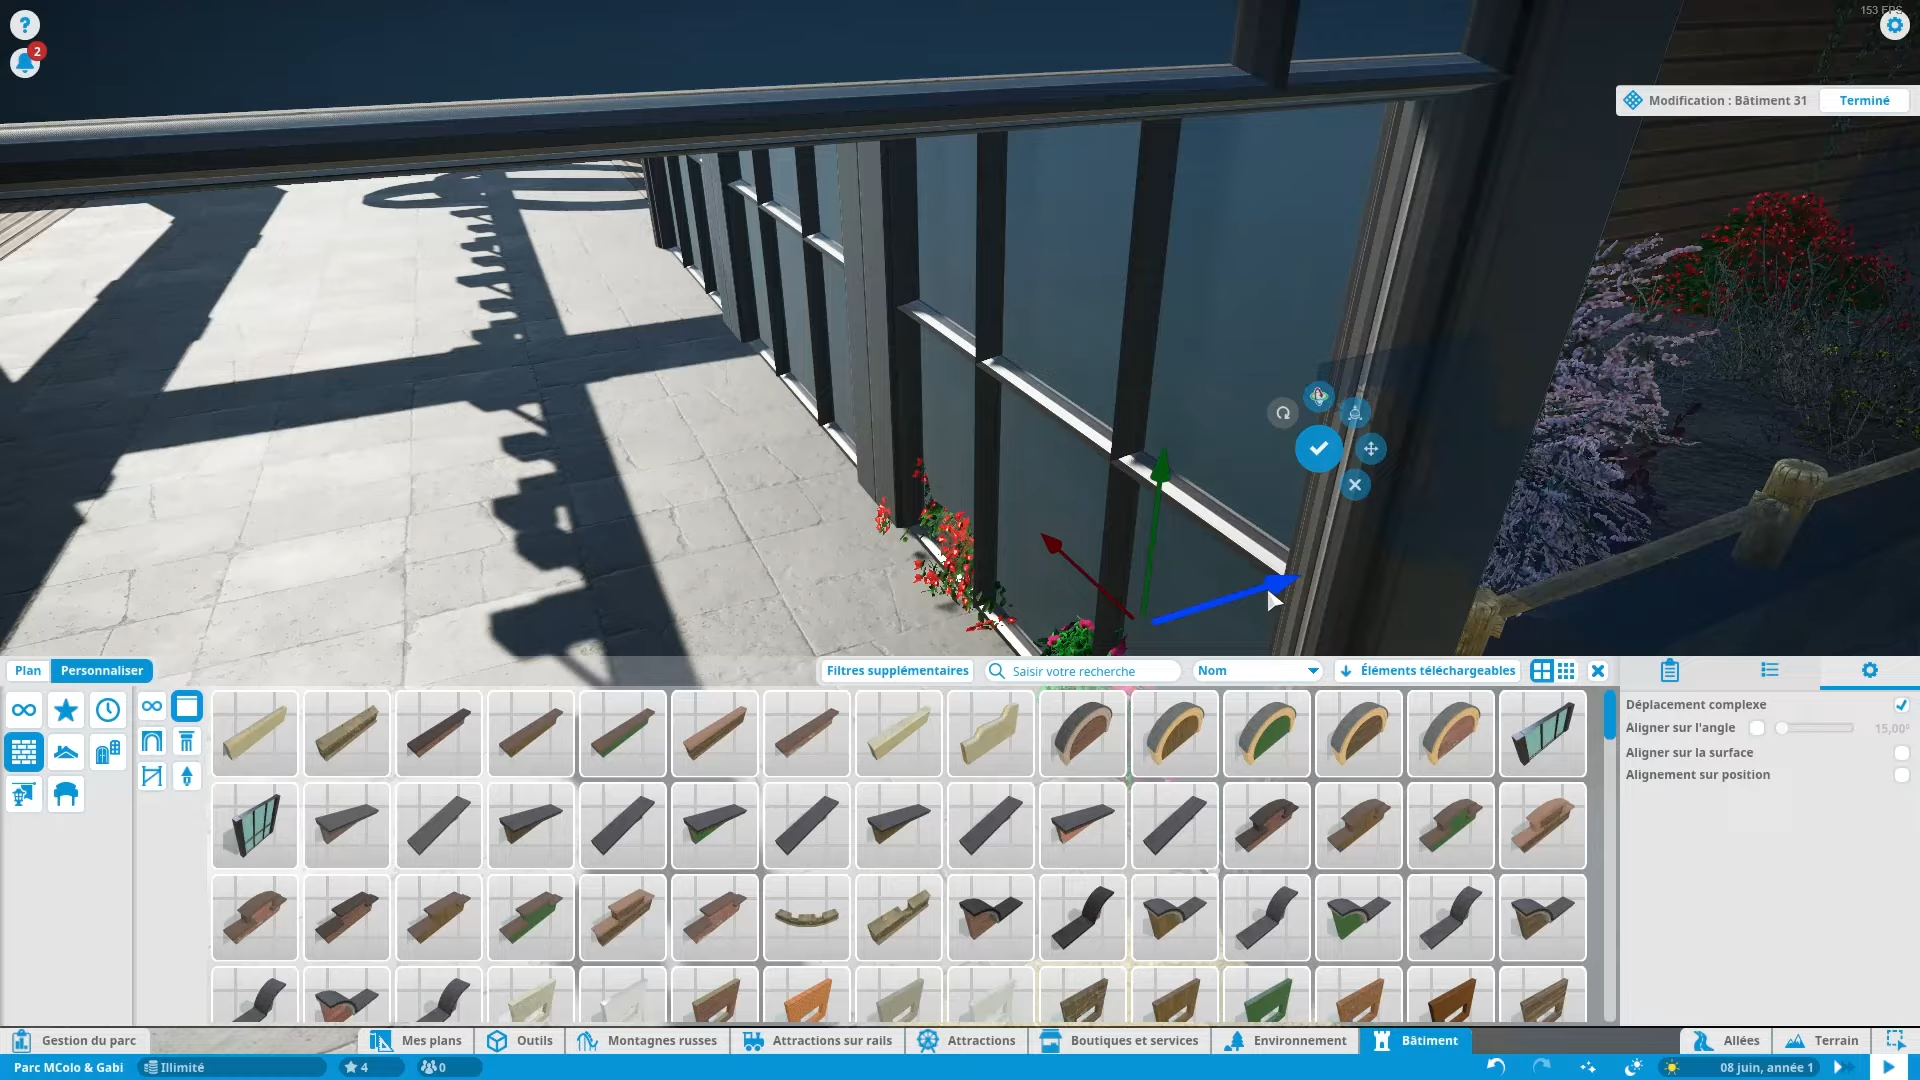 153 FPS
?
2
Modification : Bâtiment 31
Terminé
Plan
Personnaliser
Filtres supplémentaires
Saisir votre recherche
Nom
Éléments téléchargeables
Déplacement complexe
Aligner sur l'angle
15,00°
Aligner sur la surface
Alignement sur position
Gestion du parc
Mes plans
Outils
Montagnes russes
Attractions sur rails
Attractions
Boutiques et services
Environnement
Bâtiment
Allées
Terrain
Parc MColo & Gabi
Illimité
4
0
08 juin, année 1